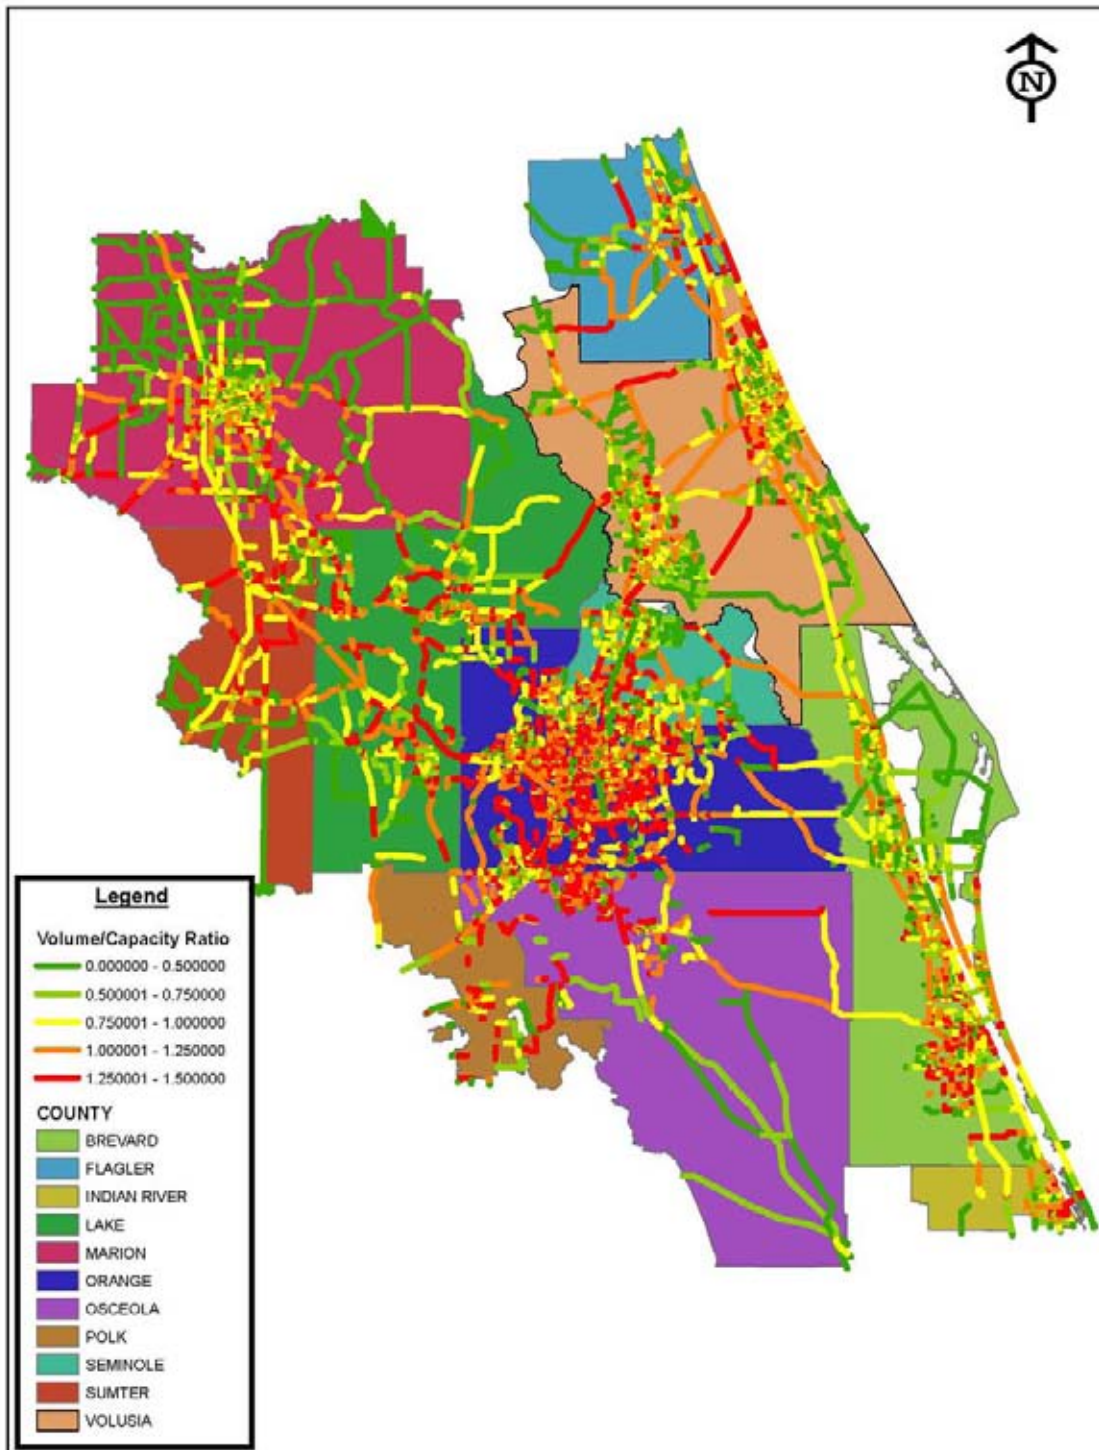 N
Legend
Volume/Capacity Ratio
0.000000 - 0.500000
0.500001 - 0.750000
0.750001 - 1.000000
1.000001 - 1.250000
1.250001 - 1.500000
COUNTY
BREVARD
FLAGLER
INDIAN RIVER
LAKE
MARION
ORANGE
OSCEOLA
POLK
SEMINOLE
SUMTER
VOLUSIA